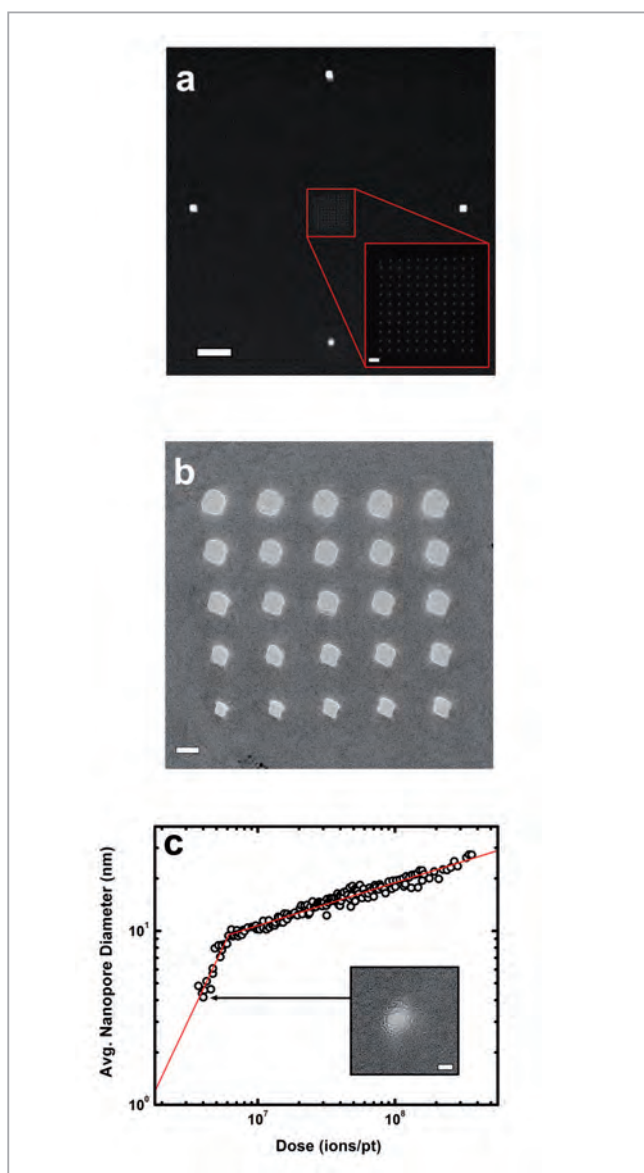 a
b
c
Avg. Nanopore Diameter (nm)
10¹
10⁰
10⁷
10⁸
Dose (ions/pt)